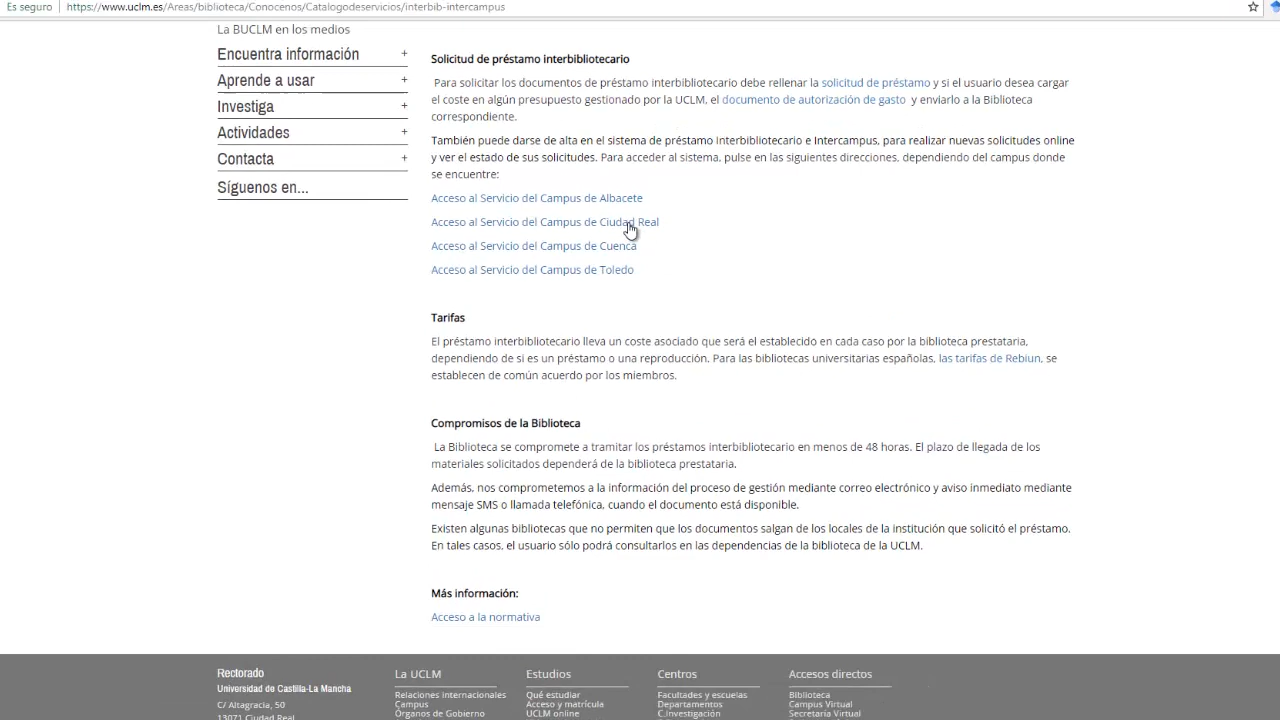 Es seguro
https://www.uclm.es/Areas/biblioteca/Conocenos/Catalogodeservicios/interbib-intercampus
La BUCLM en los medios
Encuentra información +
Aprende a usar +
Investiga +
Actividades +
Contacta +
Síguenos en...
Solicitud de préstamo interbibliotecario
Para solicitar los documentos de préstamo interbibliotecario debe rellenar la solicitud de préstamo y si el usuario desea cargar
el coste en algún presupuesto gestionado por la UCLM, el documento de autorización de gasto y enviarlo a la Biblioteca
correspondiente.
También puede darse de alta en el sistema de préstamo Interbibliotecario e Intercampus, para realizar nuevas solicitudes online
y ver el estado de sus solicitudes. Para acceder al sistema, pulse en las siguientes direcciones, dependiendo del campus donde
se encuentre:
Acceso al Servicio del Campus de Albacete
Acceso al Servicio del Campus de Ciudad Real
Acceso al Servicio del Campus de Cuenca
Acceso al Servicio del Campus de Toledo
Tarifas
El préstamo interbibliotecario lleva un coste asociado que será el establecido en cada caso por la biblioteca prestataria,
dependiendo de si es un préstamo o una reproducción. Para las bibliotecas universitarias españolas, las tarifas de Rebiun, se
establecen de común acuerdo por los miembros.
Compromisos de la Biblioteca
La Biblioteca se compromete a tramitar los préstamos interbibliotecario en menos de 48 horas. El plazo de llegada de los
materiales solicitados dependerá de la biblioteca prestataria.
Además, nos comprometemos a la información del proceso de gestión mediante correo electrónico y aviso inmediato mediante
mensaje SMS o llamada telefónica, cuando el documento está disponible.
Existen algunas bibliotecas que no permiten que los documentos salgan de los locales de la institución que solicitó el préstamo.
En tales casos, el usuario sólo podrá consultarlos en las dependencias de la biblioteca de la UCLM.
Más información:
Acceso a la normativa
Rectorado
Universidad de Castilla-La Mancha
C/ Altagracia, 50
13071 Ciudad Real
La UCLM
Relaciones Internacionales
Campus
Órganos de Gobierno
Estudios
Qué estudiar
Acceso y matrícula
UCLM online
Centros
Facultades y escuelas
Departamentos
C.Investigación
Accesos directos
Biblioteca
Campus Virtual
Secretaría Virtual